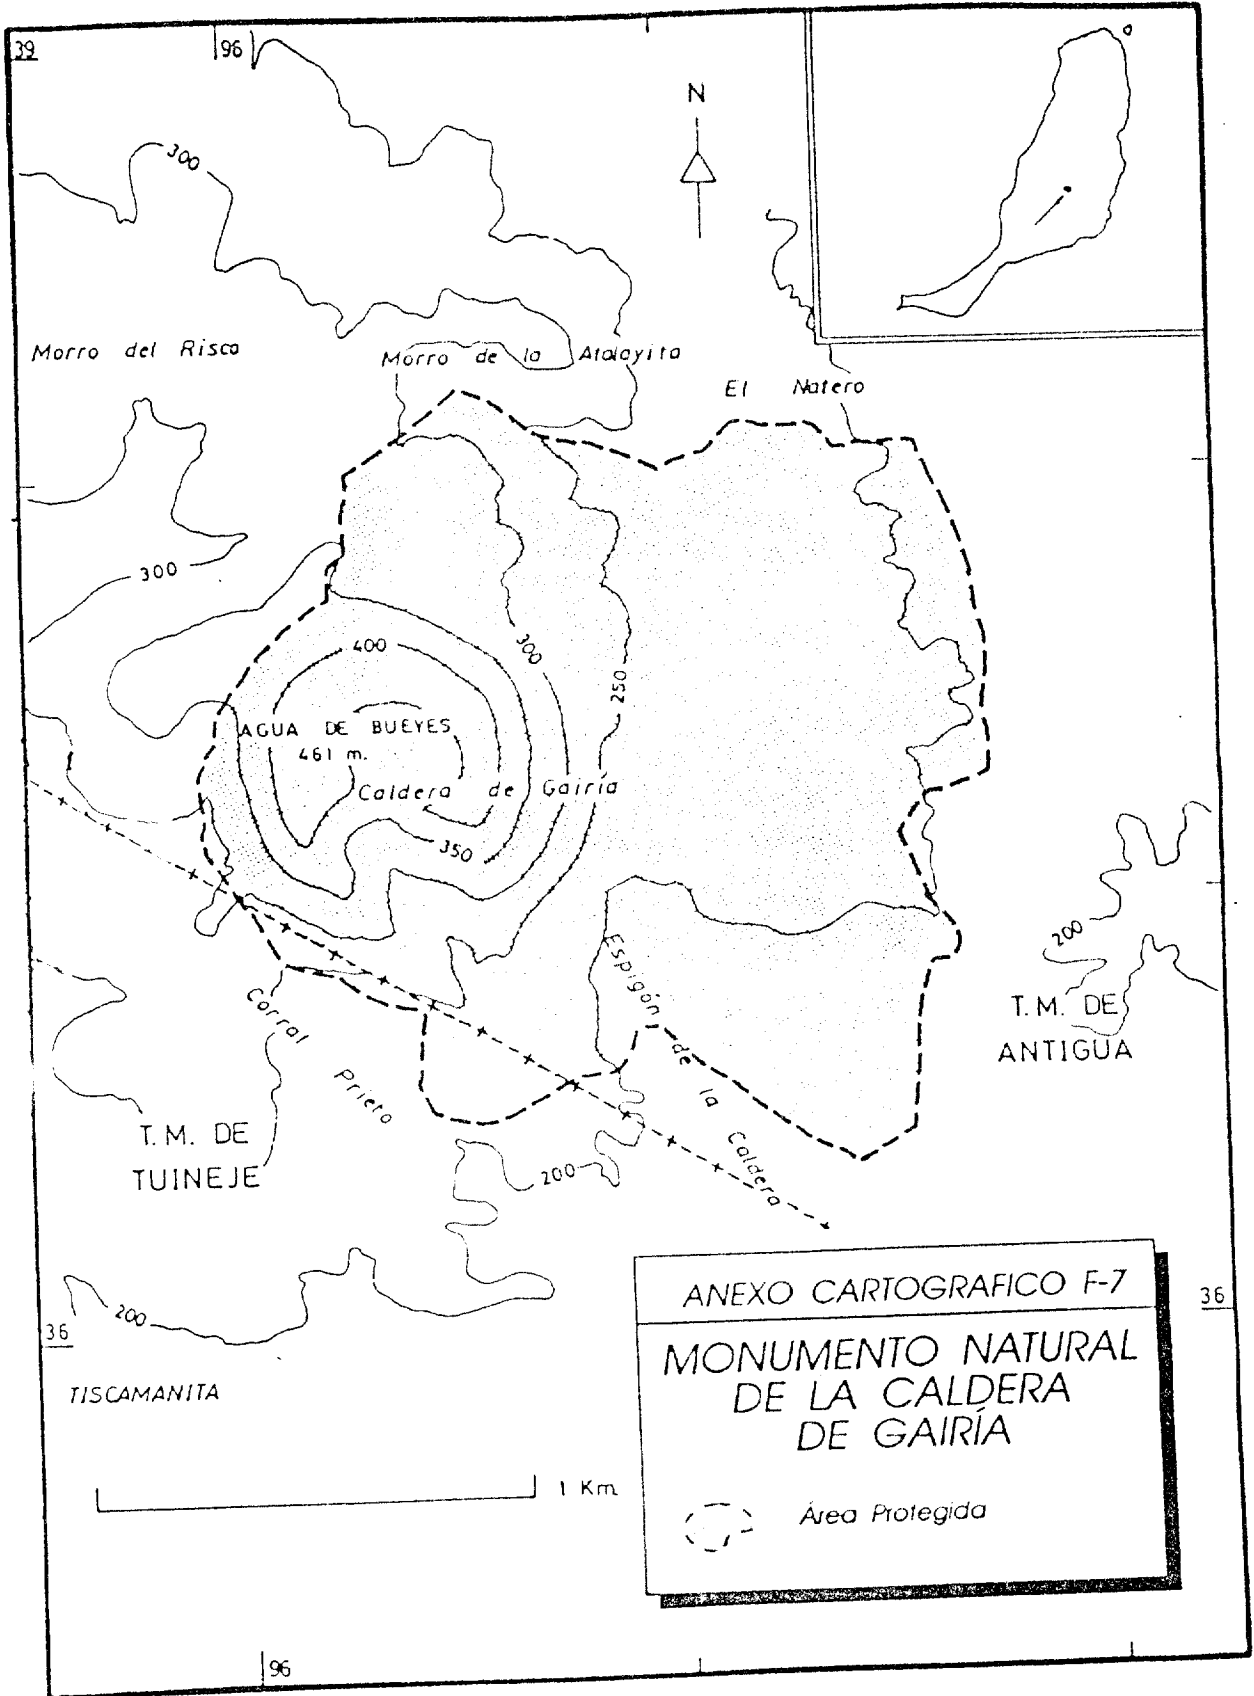 39
96
N
300
Morro del Risco
Morro de la Atalayita
El Natero
300
400
300
250
AGUA DE BUEYES
461 m.
Caldera de Gairía
350
200
Espigón de la Caldera
T.M. DE
ANTIGUA
Corral Prieto
T.M. DE
TUINEJE
200
200
36
36
TISCAMANITA
1 Km
ANEXO CARTOGRAFICO F-7
MONUMENTO NATURAL
DE LA CALDERA
DE GAIRÍA
Área Protegida
96